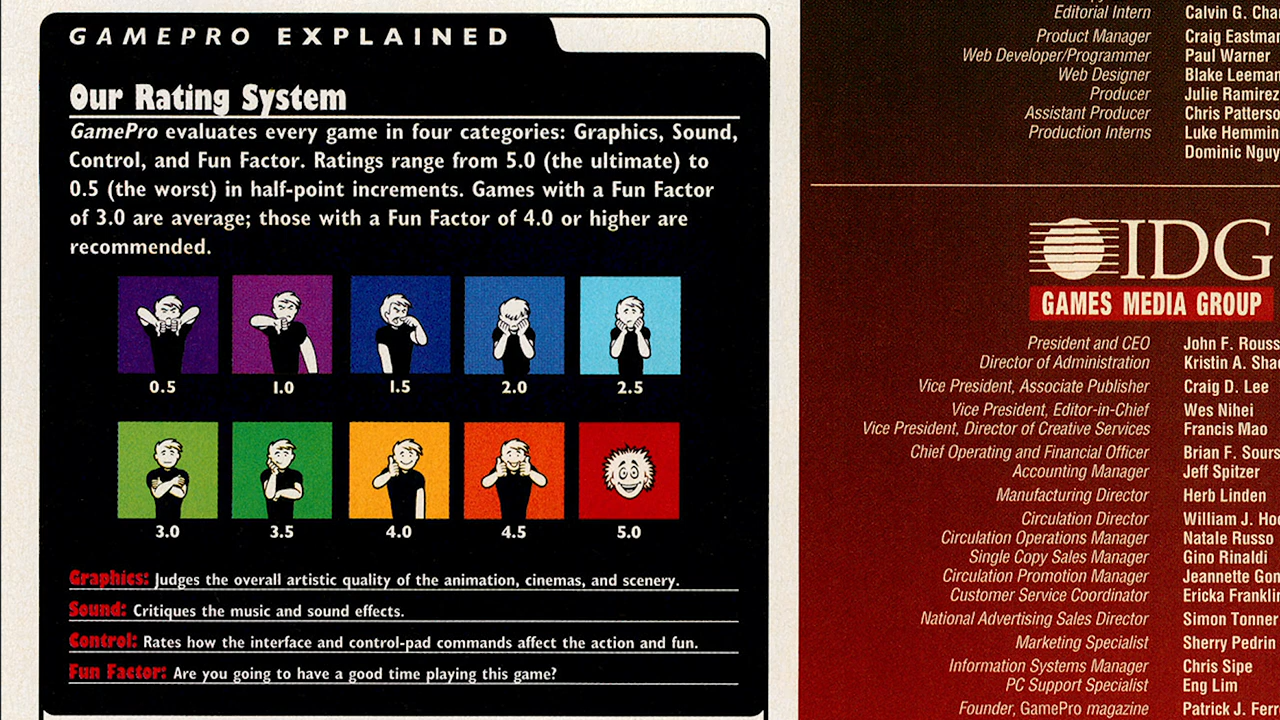 GAMEPRO EXPLAINED
Our Rating System
GamePro evaluates every game in four categories: Graphics, Sound,
Control, and Fun Factor. Ratings range from 5.0 (the ultimate) to
0.5 (the worst) in half-point increments. Games with a Fun Factor
of 3.0 are average; those with a Fun Factor of 4.0 or higher are
recommended.
0.5 1.0 1.5 2.0 2.5
3.0 3.5 4.0 4.5 5.0
Graphics: Judges the overall artistic quality of the animation, cinemas, and scenery.
Sound: Critiques the music and sound effects.
Control: Rates how the interface and control-pad commands affect the action and fun.
Fun Factor: Are you going to have a good time playing this game?
Editorial Intern Calvin G.
Product Manager Craig
Web Developer/Programmer Paul Warner
Web Designer Blake
Producer Julie Ramirez
Assistant Producer Chris
Production Interns Luke
Dominic
IDG
GAMES MEDIA GROUP
President and CEO John F.
Director of Administration Kristin A.
Vice President, Associate Publisher Craig D. Lee
Vice President, Editor-in-Chief Wes Nihei
Vice President, Director of Creative Services Francis Mao
Chief Operating and Financial Officer Brian F.
Accounting Manager Jeff Spitzer
Manufacturing Director Herb Linden
Circulation Director William J.
Circulation Operations Manager Natale Russo
Single Copy Sales Manager Gino Rinaldi
Circulation Promotion Manager Jeannette
Customer Service Coordinator Ericka
National Advertising Sales Director Simon Tonner
Marketing Specialist Sherry Pedrin
Information Systems Manager Chris Sipe
PC Support Specialist Eng Lim
Founder, GamePro magazine Patrick J.